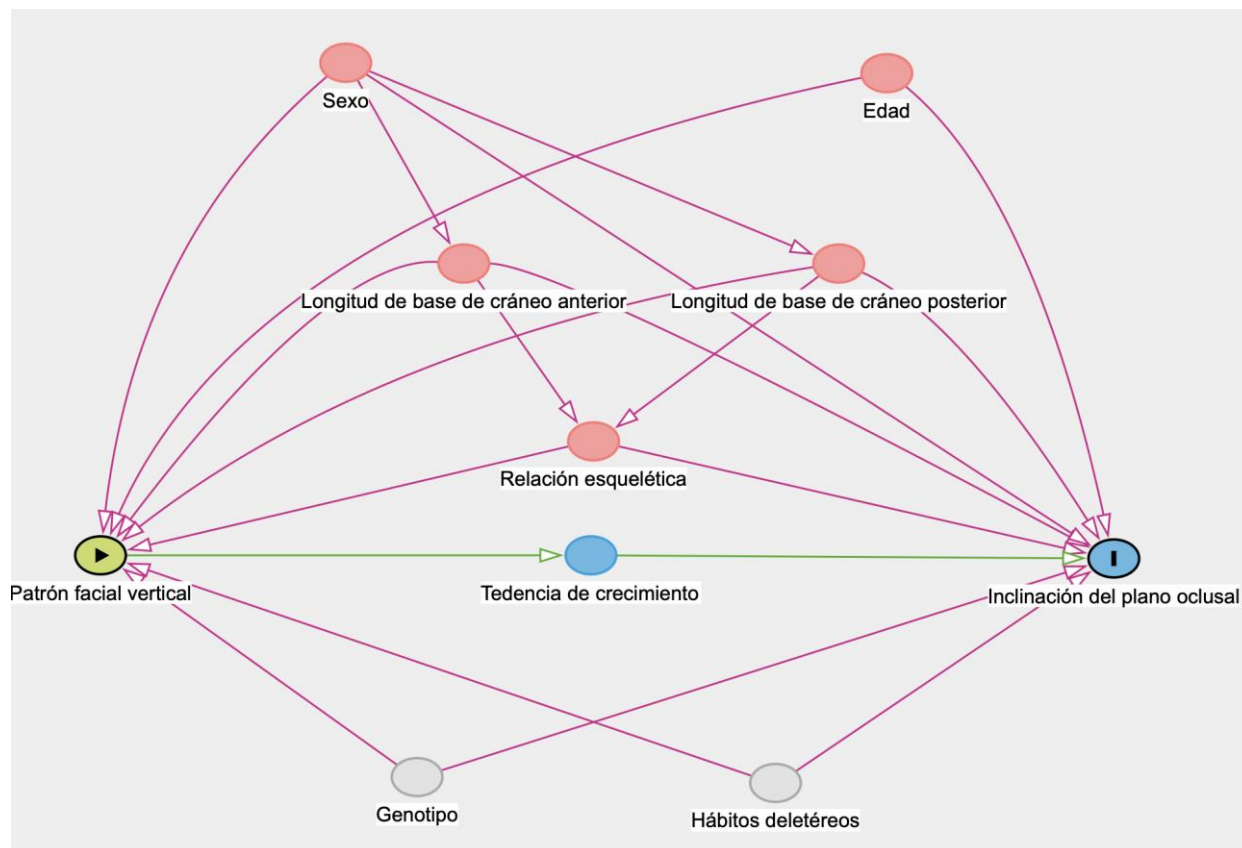 Sexo
Edad
Longitud de base de cráneo anterior
Longitud de base de cráneo posterior
Relación esquelética
Patrón facial vertical
Tedencia de crecimiento
Inclinación del plano oclusal
Genotipo
Hábitos deletéreos